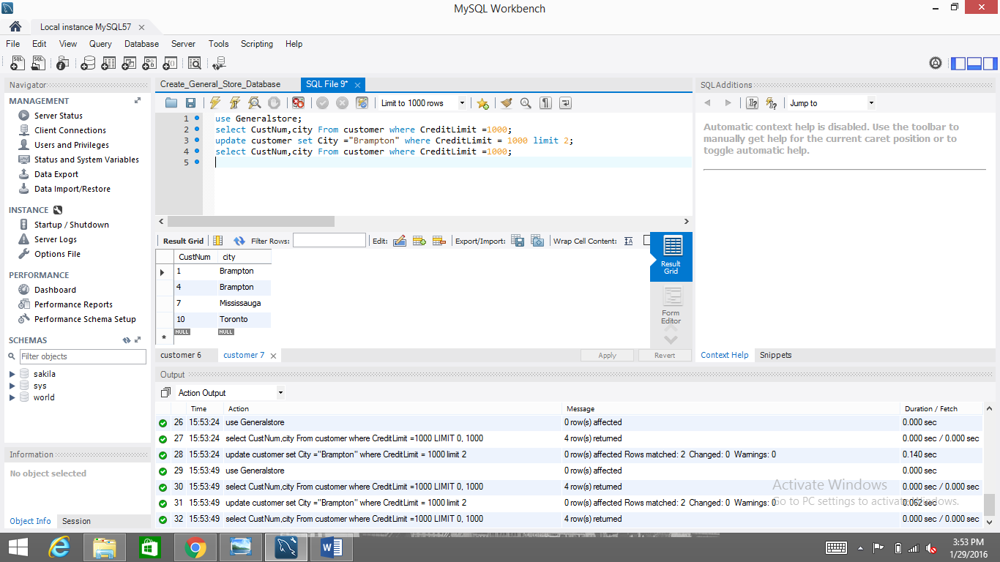 MySQL Workbench
Local instance MySQL57
File Edit View Query Database Server Tools Scripting Help
Navigator
MANAGEMENT
Server Status
Client Connections
Users and Privileges
Status and System Variables
Data Export
Data Import/Restore
INSTANCE
Startup / Shutdown
Server Logs
Options File
PERFORMANCE
Dashboard
Performance Reports
Performance Schema Setup
SCHEMAS
Filter objects
sakila
sys
world
Information
No object selected
Object Info Session
Create_General_Store_Database SQL File 9*
Limit to 1000 rows
1 use Generalstore;
2 select CustNum,city From customer where CreditLimit =1000;
3 update customer set City ="Brampton" where CreditLimit = 1000 limit 2;
4 select CustNum,city From customer where CreditLimit =1000;
5
Result Grid Filter Rows: Edit: Export/Import: Wrap Cell Content:
CustNum city
1 Brampton
4 Brampton
7 Mississauga
10 Toronto
NULL NULL
Result Grid
Form Editor
customer 6 customer 7 Apply Revert
SQL Additions
Jump to
Automatic context help is disabled. Use the toolbar to
manually get help for the current caret position or to
toggle automatic help.
Context Help Snippets
Output
Action Output
Time Action Message Duration / Fetch
26 15:53:24 use Generalstore 0 row(s) affected 0.000 sec
27 15:53:24 select CustNum,city From customer where CreditLimit =1000 LIMIT 0, 1000 4 row(s) returned 0.000 sec / 0.000 sec
28 15:53:24 update customer set City ="Brampton" where CreditLimit = 1000 limit 2 0 row(s) affected Rows matched: 2 Changed: 0 Warnings: 0 0.140 sec
29 15:53:49 use Generalstore 0 row(s) affected 0.000 sec
30 15:53:49 select CustNum,city From customer where CreditLimit =1000 LIMIT 0, 1000 4 row(s) returned 0.000 sec / 0.000 sec
31 15:53:49 update customer set City ="Brampton" where CreditLimit = 1000 limit 2 0 row(s) affected Rows matched: 2 Changed: 0 Warnings: 0 0.062 sec
32 15:53:49 select CustNum,city From customer where CreditLimit =1000 LIMIT 0, 1000 4 row(s) returned 0.000 sec / 0.000 sec
Activate Windows
Go to PC settings to activate Windows.
3:53 PM
1/29/2016